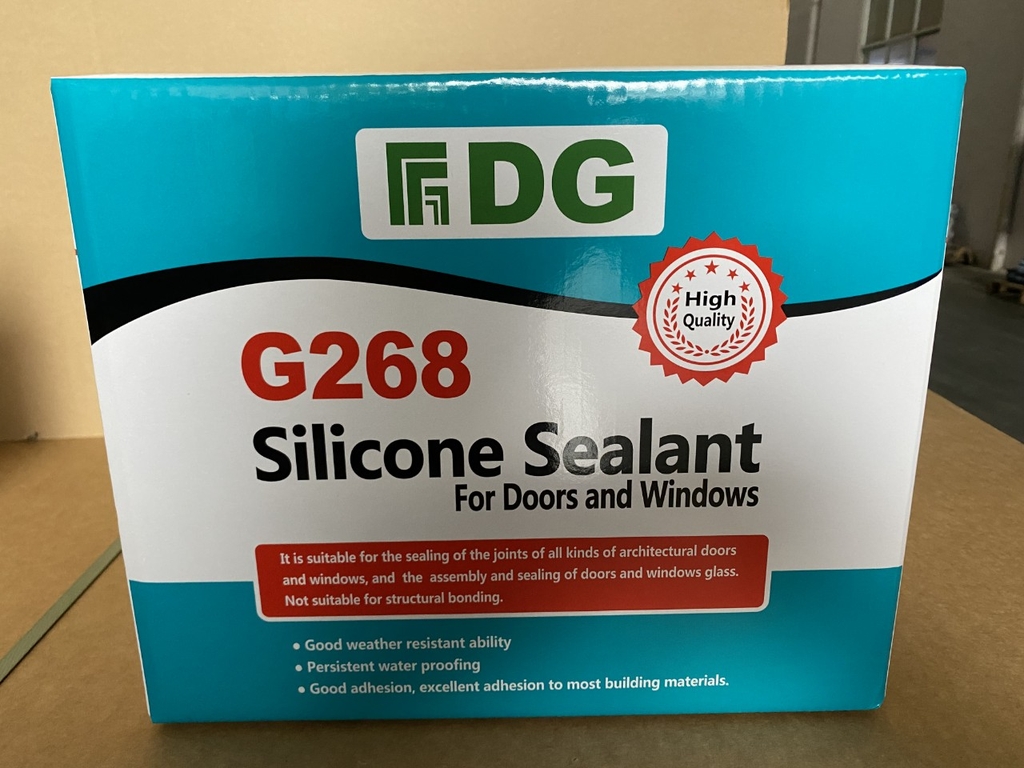 DG
High
Quality
G268
Silicone Sealant
For Doors and Windows
It is suitable for the sealing of the joints of all kinds of architectural doors
and windows, and the assembly and sealing of doors and windows glass.
Not suitable for structural bonding.
● Good weather resistant ability
● Persistent water proofing
● Good adhesion, excellent adhesion to most building materials.